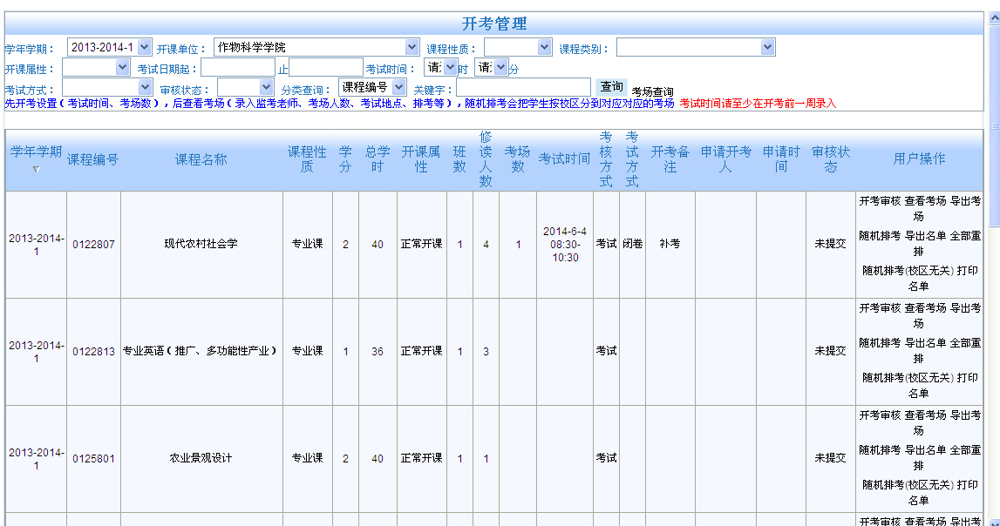 开考管理
学年学期： 2013-2014-1 开课单位： 作物科学学院 课程性质： 课程类别：
开课属性： 考试日期起： 止 考试时间： 请 时 请 分
考试方式： 审核状态： 分类查询： 课程编号 关键字： 查询 考场查询
先开考设置（考试时间、考场数），后查看考场（录入监考老师、考场人数、考试地点、排考等），随机排考会把学生按校区分到对应对应的考场 考试时间请至少在开考前一周录入
学年学期 ▽ 课程编号 课程名称 课程性质 学分 总学时 开课属性 班数 修读人数 考场数 考试时间 考核方式 考试方式 开考备注 申请开考人 申请时间 审核状态 用户操作
2013-2014-1 0122807 现代农村社会学 专业课 2 40 正常开课 1 4 1 2014-6-4 08:30-10:30 考试 闭卷 补考 未提交
开考审核 查看考场 导出考场
随机排考 导出名单 全部重排
随机排考(校区无关) 打印名单
2013-2014-1 0122813 专业英语（推广、多功能性产业） 专业课 1 36 正常开课 1 3 考试 未提交
开考审核 查看考场 导出考场
随机排考 导出名单 全部重排
随机排考(校区无关) 打印名单
2013-2014-1 0125801 农业景观设计 专业课 2 40 正常开课 1 1 考试 未提交
开考审核 查看考场 导出考场
随机排考 导出名单 全部重排
随机排考(校区无关) 打印名单
开考审核 查看考场 导出考